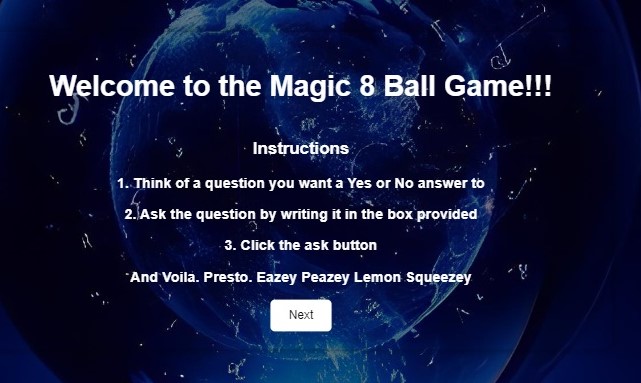 Welcome to the Magic 8 Ball Game!!!
Instructions
1. Think of a question you want a Yes or No answer to
2. Ask the question by writing it in the box provided
3. Click the ask button
And Voila. Presto. Eazey Peazey Lemon Squeezey
Next